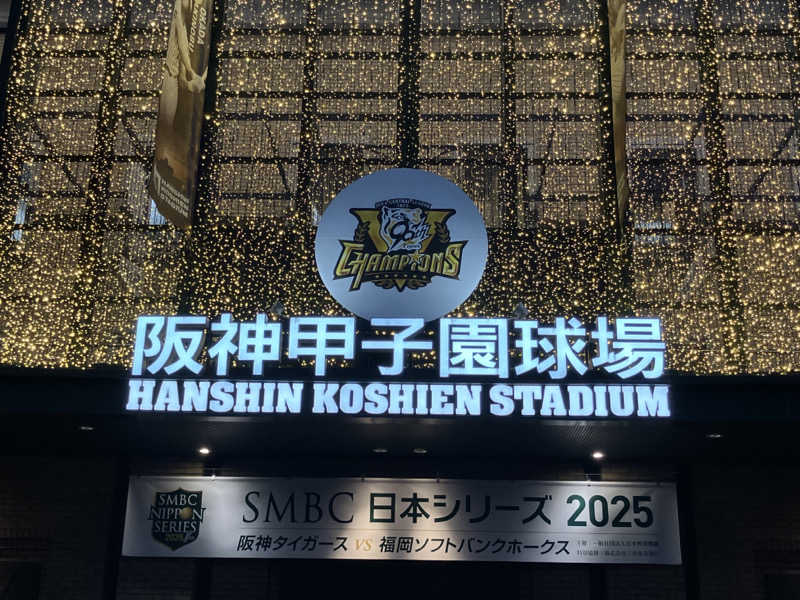 CHAMPIONS
阪神甲子園球場
HANSHIN KOSHIEN STADIUM
SMBC
NIPPON
SERIES
2025
SMBC 日本シリーズ 2025
阪神タイガース VS 福岡ソフトバンクホークス